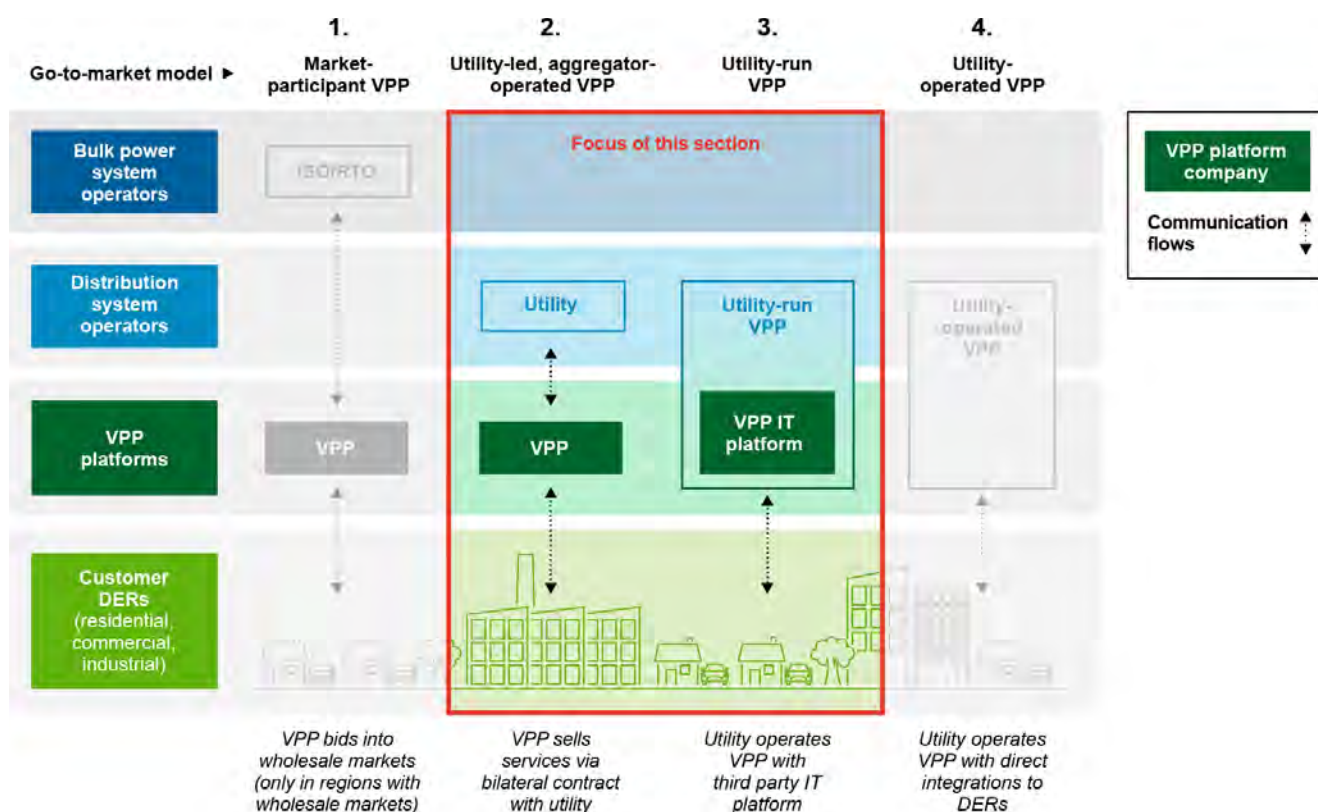 1.
2.
3.
4.
Go-to-market model ►
Market-
participant VPP
Utility-led, aggregator-
operated VPP
Utility-run
VPP
Utility-
operated VPP
Bulk power
system
operators
ISO/RTO
Focus of this section
VPP platform
company
Communication
flows
Distribution
system
operators
Utility
Utility-run
VPP
Utility-
operated
VPP
VPP
platforms
VPP
VPP
VPP IT
platform
Customer
DERs
(residential,
commercial,
industrial)
VPP bids into
wholesale markets
(only in regions with
wholesale markets)
VPP sells
services via
bilateral contract
with utility
Utility operates
VPP with
third party IT
platform
Utility operates
VPP with direct
integrations to
DERs